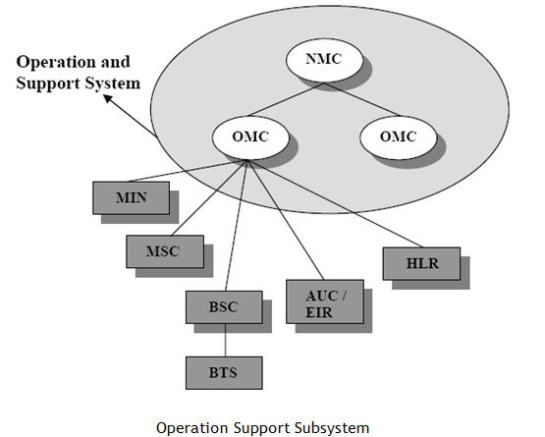 Operation and
Support System
NMC
OMC
OMC
MIN
MSC
HLR
BSC
AUC /
EIR
BTS
Operation Support Subsystem